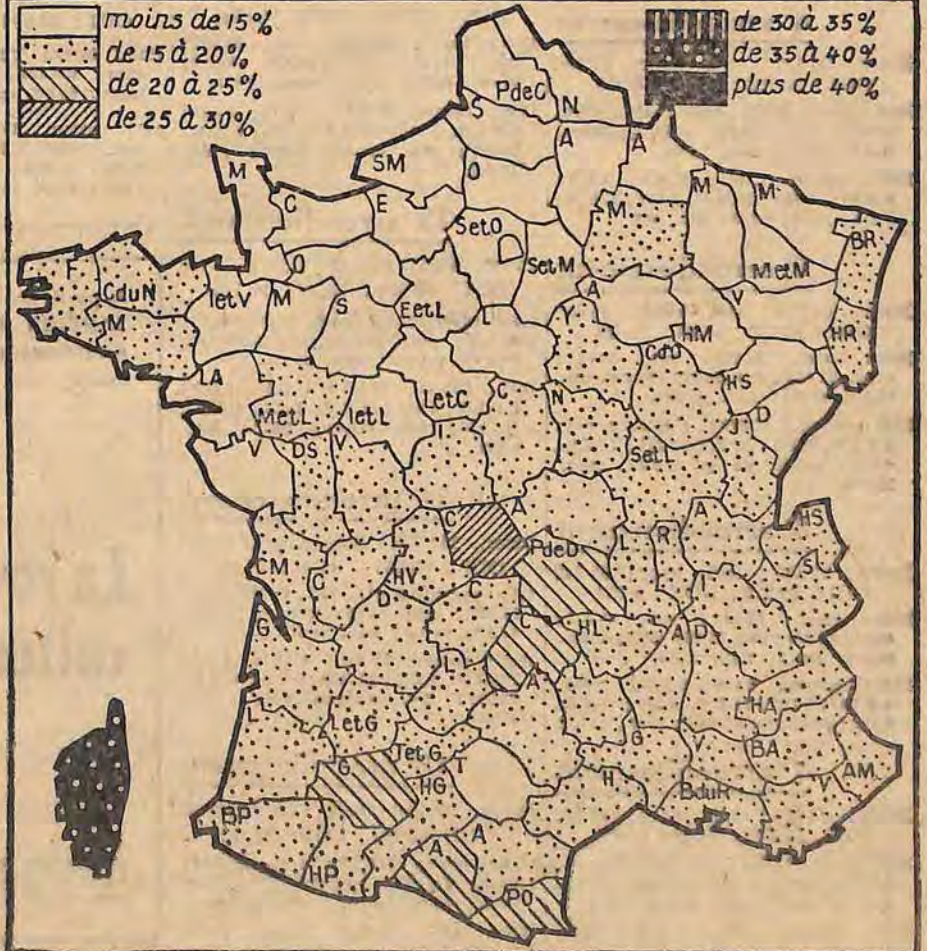 moins de 15%
de 15 à 20%
de 20 à 25%
de 25 à 30%
de 30 à 35%
de 35 à 40%
plus de 40%
PdeC
S
N
A
A
SM
O
M
M
M
M
C
E
SetO
SetM
MetM
BR
F
CduN
O
IetV
M
S
EetL
L
A
Y
HM
V
HR
M
LA
MetL
IetL
LetC
C
N
CdO
HS
D
J
V
DS
V
I
SetL
C
A
PdeD
L
R
A
HS
S
CM
C
HV
D
C
C
HL
I
A
D
G
L
A
HA
L
LetG
TetG
G
HG
T
G
V
BA
AM
V
H
BduR
BP
HP
A
A
PO